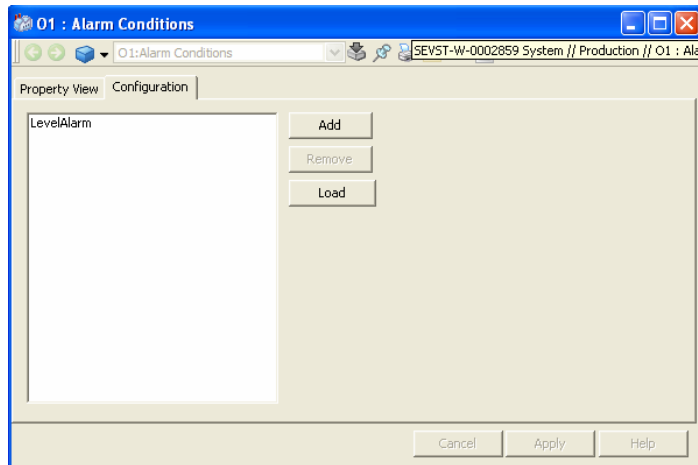 O1 : Alarm Conditions
O1:Alarm Conditions
SEVST-W-0002859 System // Production // O1 : Ala
Property View
Configuration
LevelAlarm
Add
Remove
Load
Cancel
Apply
Help